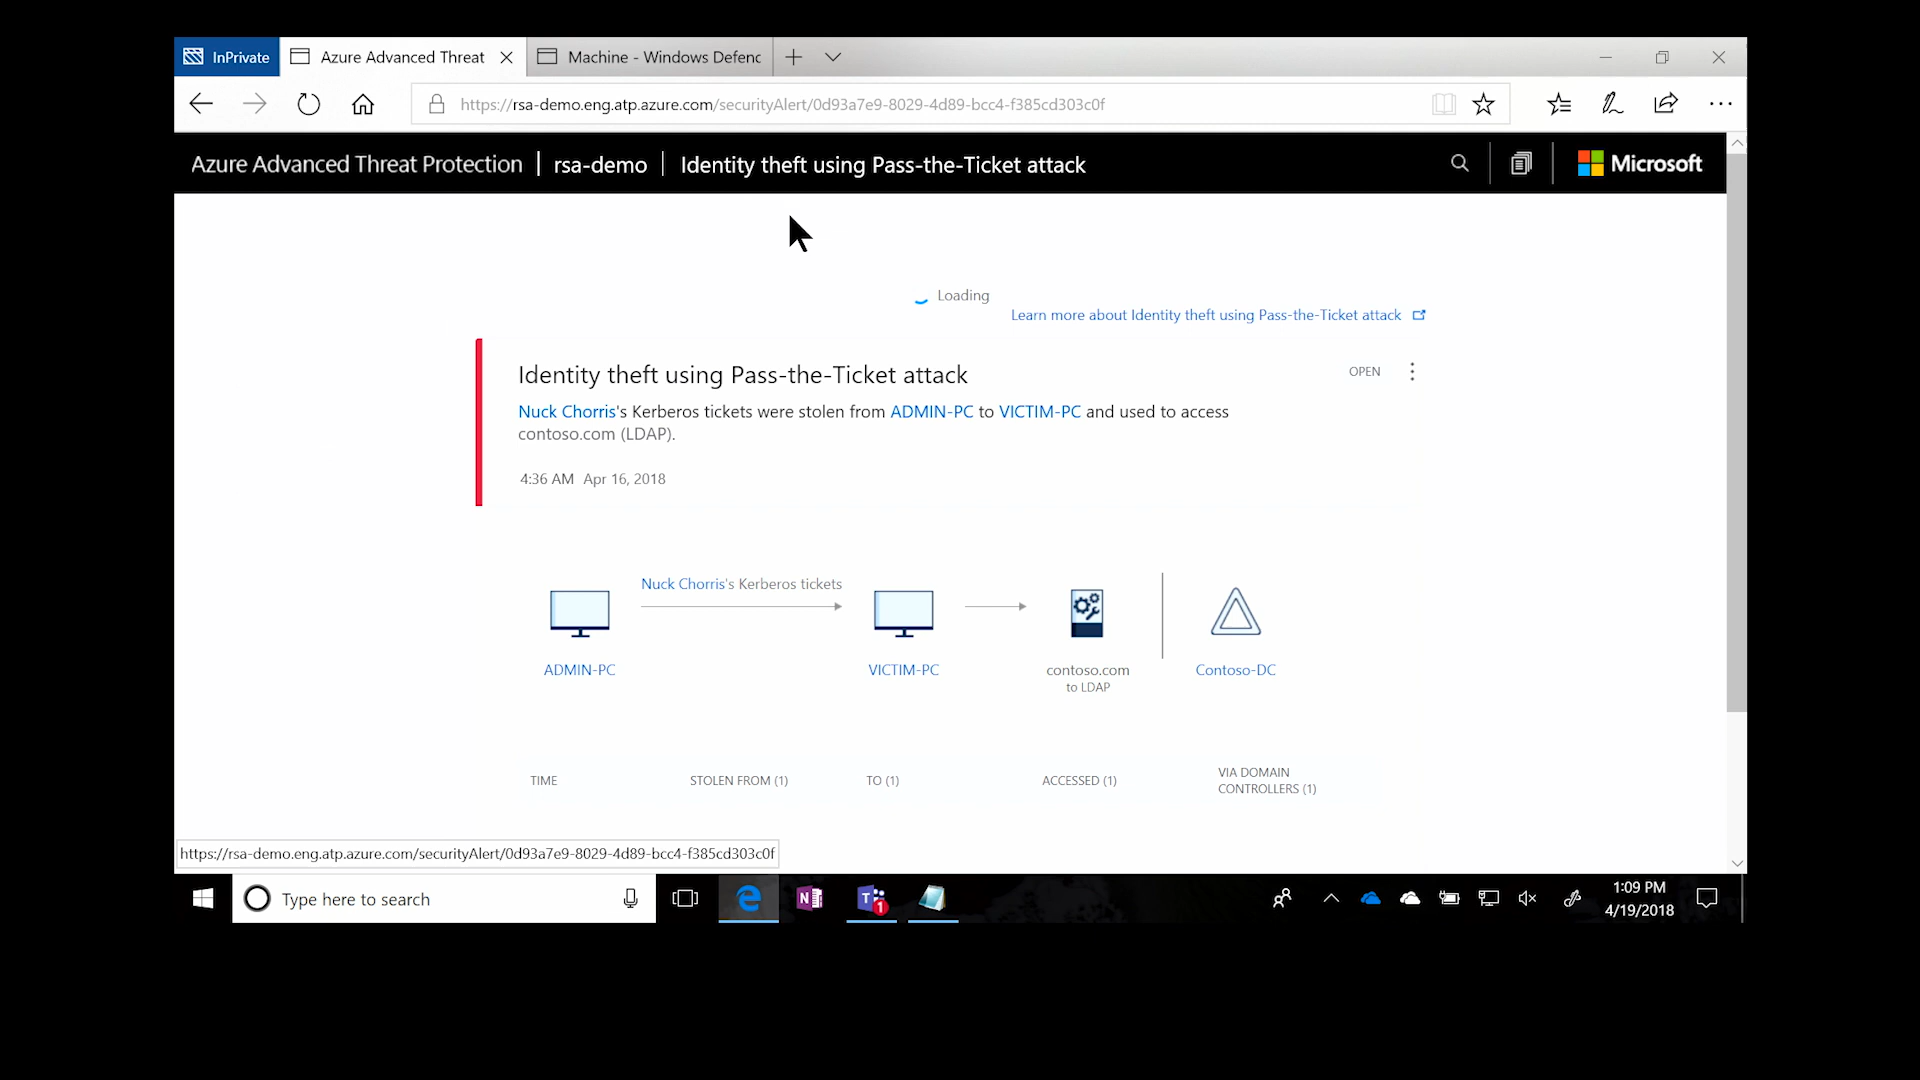 InPrivate
Azure Advanced Threat
Machine - Windows Defenc
https://rsa-demo.eng.atp.azure.com/securityAlert/0d93a7e9-8029-4d89-bcc4-f385cd303c0f
Azure Advanced Threat Protection | rsa-demo | Identity theft using Pass-the-Ticket attack
Microsoft
Loading
Learn more about Identity theft using Pass-the-Ticket attack
Identity theft using Pass-the-Ticket attack
OPEN
Nuck Chorris's Kerberos tickets were stolen from ADMIN-PC to VICTIM-PC and used to access
contoso.com (LDAP).
4:36 AM Apr 16, 2018
Nuck Chorris's Kerberos tickets
ADMIN-PC
VICTIM-PC
contoso.com
to LDAP
Contoso-DC
TIME
STOLEN FROM (1)
TO (1)
ACCESSED (1)
VIA DOMAIN
CONTROLLERS (1)
https://rsa-demo.eng.atp.azure.com/securityAlert/0d93a7e9-8029-4d89-bcc4-f385cd303c0f
Type here to search
N
T
1
1:09 PM
4/19/2018